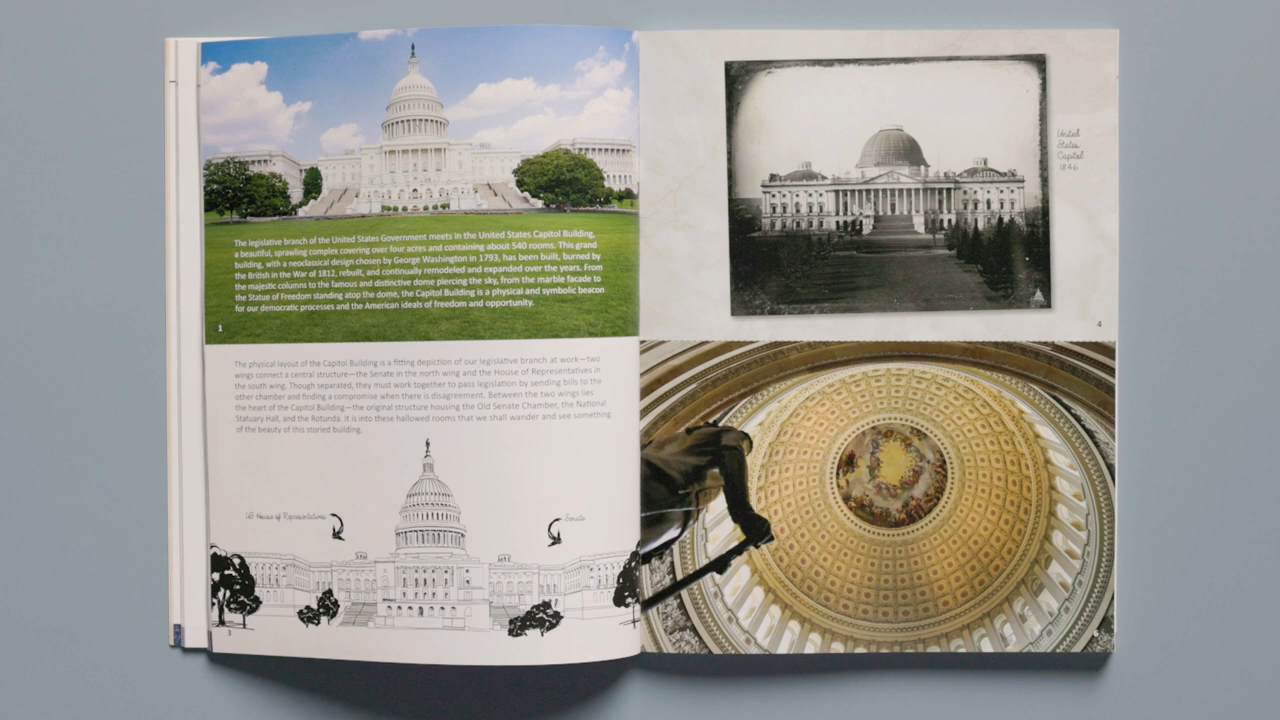 The legislative branch of the United States Government meets in the United States Capitol Building,
a beautiful, sprawling complex covering over four acres and containing about 540 rooms. This grand
building, with a neoclassical design chosen by George Washington in 1793, has been built, burned by
the British in the War of 1812, rebuilt, and continually remodeled and expanded over the years. From
the majestic columns to the famous and distinctive dome piercing the sky, from the marble facade to
the Statue of Freedom standing atop the dome, the Capitol Building is a physical and symbolic beacon
for our democratic processes and the American ideals of freedom and opportunity.
1
The physical layout of the Capitol Building is a fitting depiction of our legislative branch at work—two
wings connect a central structure—the Senate in the north wing and the House of Representatives in
the south wing. Though separated, they must work together to pass legislation by sending bills to the
other chamber and finding a compromise when there is disagreement. Between the two wings lies
the heart of the Capitol Building—the original structure housing the Old Senate Chamber, the National
Statuary Hall, and the Rotunda. It is into these hallowed rooms that we shall wander and see something
of the beauty of this storied building.
US House of Representatives
Senate
3
United
States
Capitol
1846
4